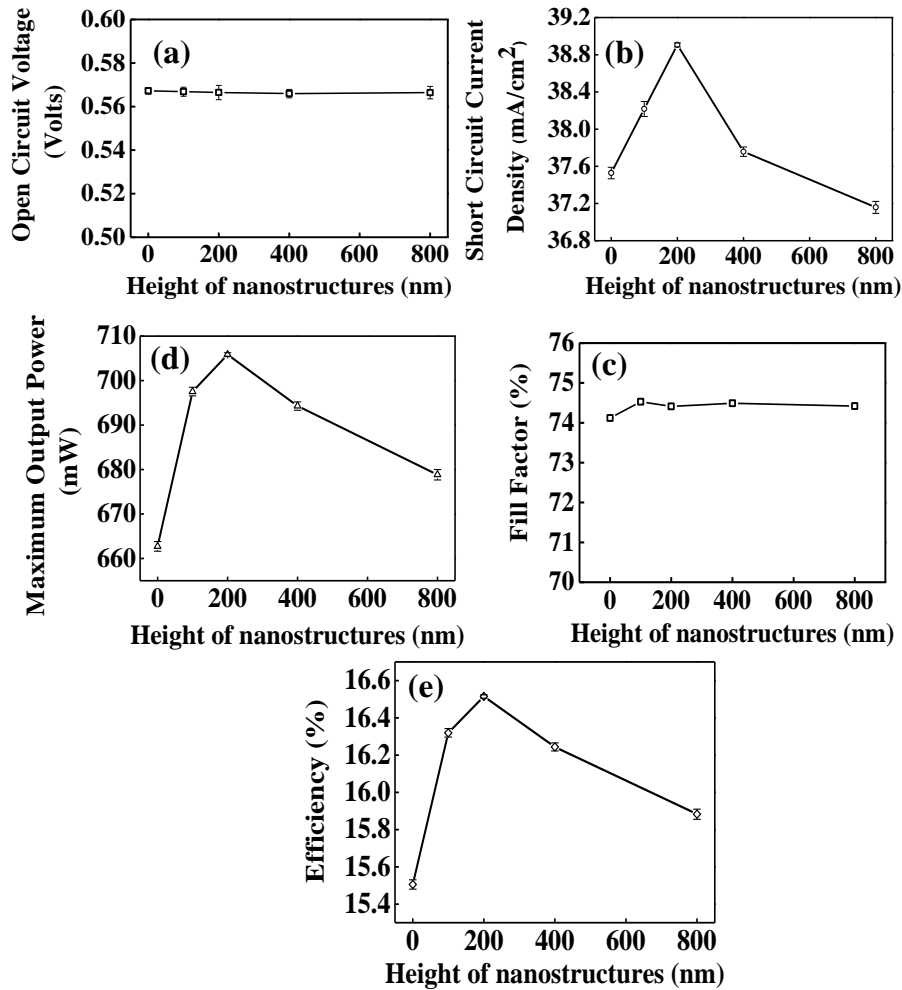 (a)
Open Circuit Voltage
(Volts)
0.60
0.58
0.56
0.54
0.52
0.50
0 200 400 600 800
Height of nanostructures (nm)
(b)
Short Circuit Current
Density (mA/cm²)
39.2
38.8
38.4
38.0
37.6
37.2
36.8
0 200 400 600 800
Height of nanostructures (nm)
(d)
Maximum Output Power
(mW)
710
700
690
680
670
660
0 200 400 600 800
Height of nanostructures (nm)
(c)
Fill Factor (%)
76
75
74
73
72
71
70
0 200 400 600 800
Height of nanostructures (nm)
(e)
Efficiency (%)
16.6
16.4
16.2
16.0
15.8
15.6
15.4
0 200 400 600 800
Height of nanostructures (nm)